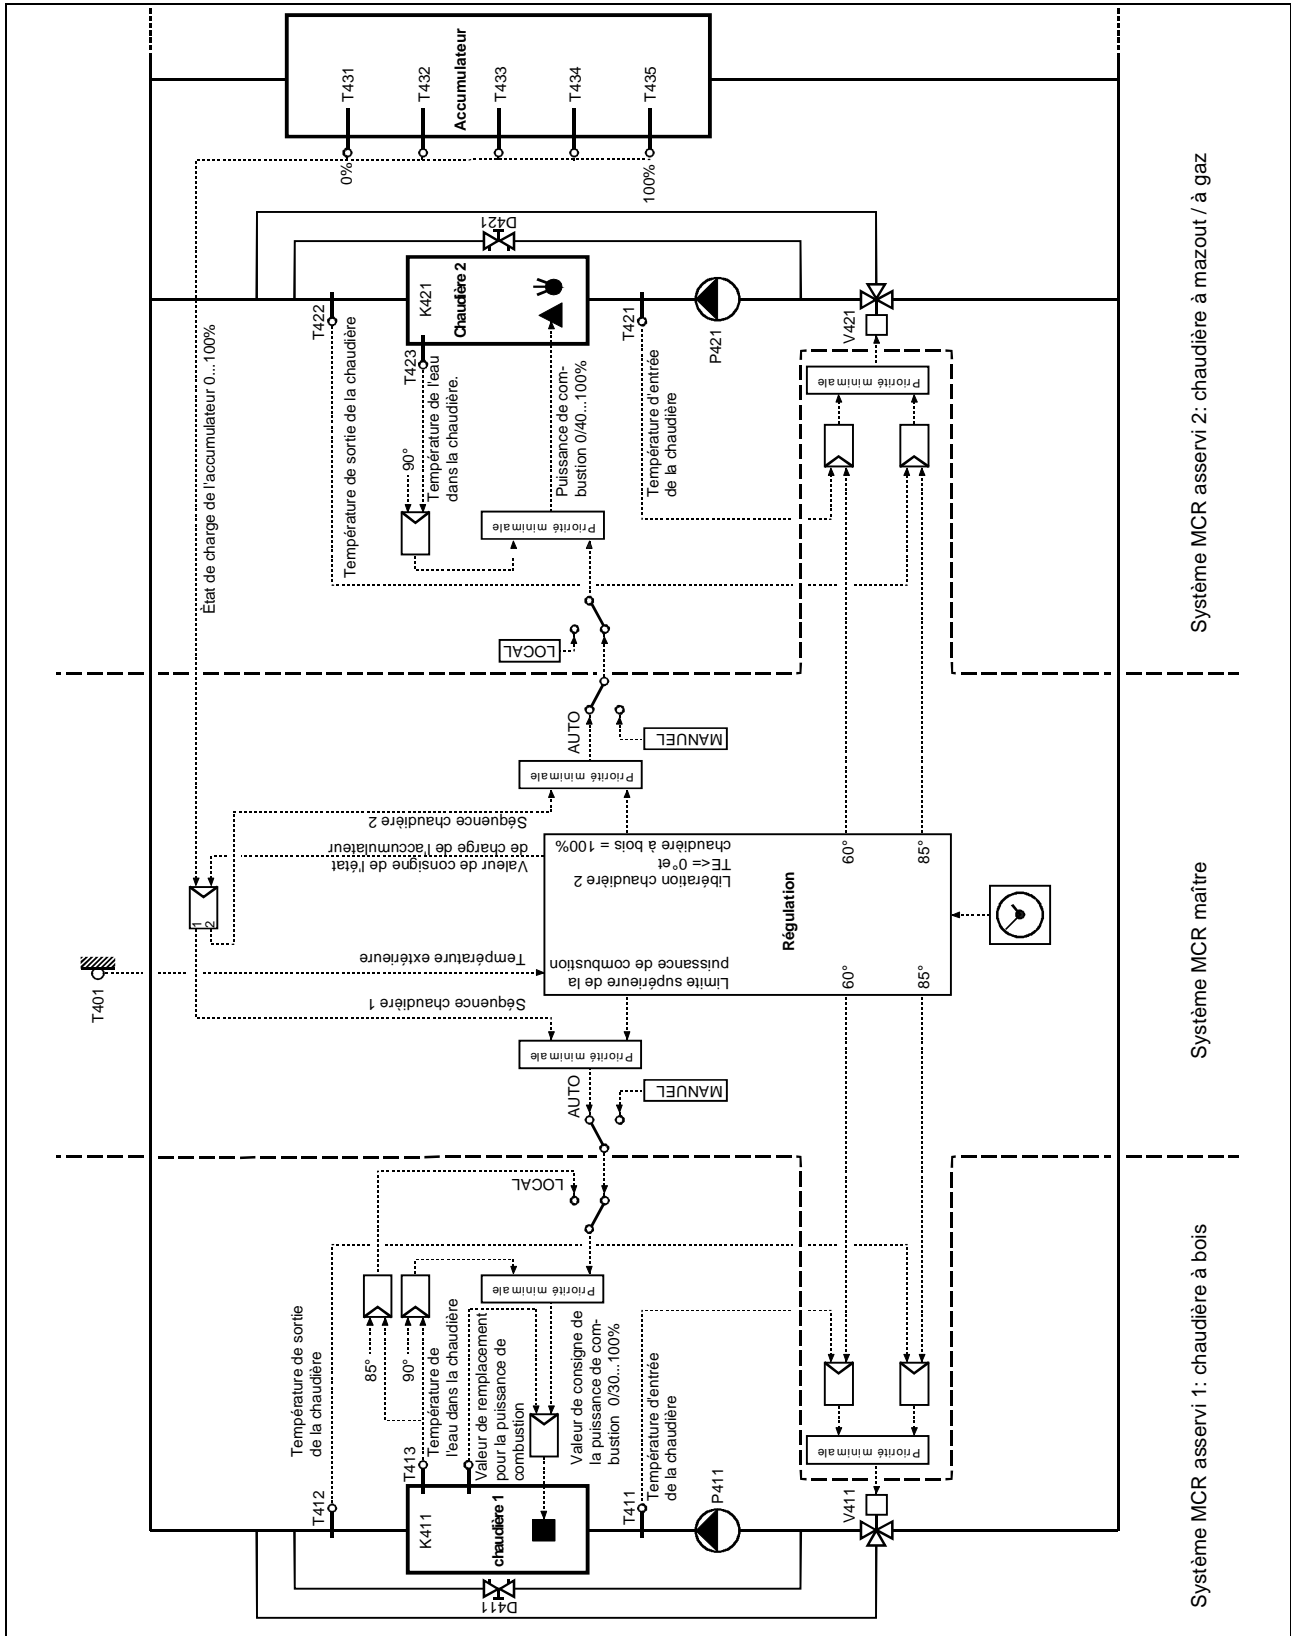 Accumulateur
T431
T432
T433
T434
T435
0%
100%
État de charge de l'accumulateur 0...100%
D421
K421
Chaudière 2
T422
T423
T421
P421
V421
Température de sortie de la chaudière
90°
Température de l'eau
dans la chaudière.
Puissance de com-
bustion 0/40...100%
Température d'entrée
de la chaudière
Priorité minimale
Priorité minimale
LOCAL
Système MCR asservi 2: chaudière à mazout / à gaz
AUTO
MANUEL
Priorité minimale
Séquence chaudière 2
Valeur de consigne de l'état
de charge de l'accumulateur
1
2
T401
Température extérieure
Séquence chaudière 1
Libération chaudière 2
TE<= 0° et
chaudière à bois = 100%
Régulation
Limite supérieure de la
puissance de combustion
60°
85°
60°
85°
Priorité minimale
AUTO
MANUEL
Système MCR maître
LOCAL
Température de sortie
de la chaudière
85°
90°
Température de
l'eau dans la chaudière
Valeur de remplacement
pour la puissance de
combustion
Priorité minimale
Valeur de consigne de
la puissance de com-
bustion 0/30...100%
Température d'entrée
de la chaudière
Priorité minimale
T412
T413
K411
chaudière 1
T411
P411
V411
D411
Système MCR asservi 1: chaudière à bois